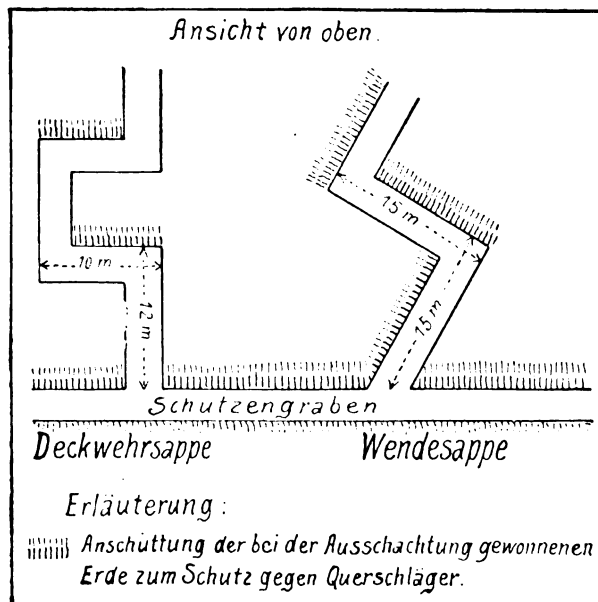 Ansicht von oben.
10 m
12 m
15 m
15 m
Schutzengraben
Deckwehrsappe
Wendesappe
Erläuterung:
Anschüttung der bei der Ausschachtung gewonnenen
Erde zum Schutz gegen Querschläger.